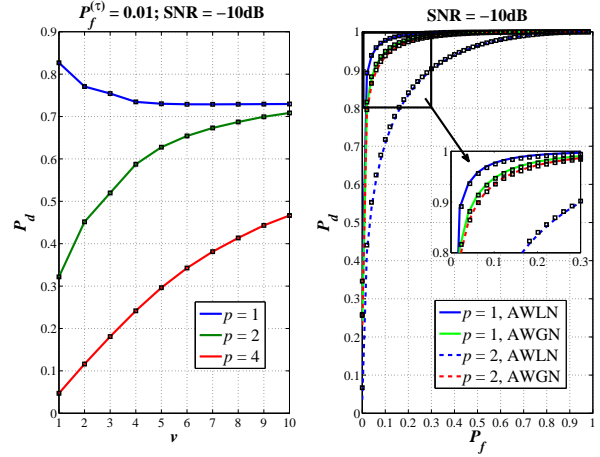 P_f^(τ) = 0.01; SNR = −10dB
0.9
0.8
0.7
0.6
0.5
0.4
0.3
0.2
0.1
0
P_d
1 2 3 4 5 6 7 8 9 10
ν
p = 1
p = 2
p = 4
SNR = −10dB
1
0.9
0.8
0.7
0.6
0.5
0.4
0.3
0.2
0.1
0
P_d
0 0.1 0.2 0.3 0.4 0.5 0.6 0.7 0.8 0.9 1
P_f
1
0.9
0.8
0 0.1 0.2 0.3
p = 1, AWLN
p = 1, AWGN
p = 2, AWLN
p = 2, AWGN